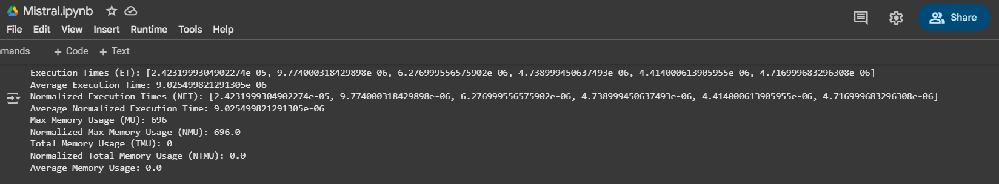 Mistral.ipynb
File Edit View Insert Runtime Tools Help
Share
mands + Code + Text
Execution Times (ET): [2.4231999304902274e-05, 9.774000318429898e-06, 6.276999556575902e-06, 4.738999450637493e-06, 4.414000613905955e-06, 4.716999683296308e-06]
Average Execution Time: 9.025499821291305e-06
Normalized Execution Times (NET): [2.4231999304902274e-05, 9.774000318429898e-06, 6.276999556575902e-06, 4.738999450637493e-06, 4.414000613905955e-06, 4.716999683296308e-06]
Average Normalized Execution Time: 9.025499821291305e-06
Max Memory Usage (MU): 696
Normalized Max Memory Usage (NMU): 696.0
Total Memory Usage (TMU): 0
Normalized Total Memory Usage (NTMU): 0.0
Average Memory Usage: 0.0